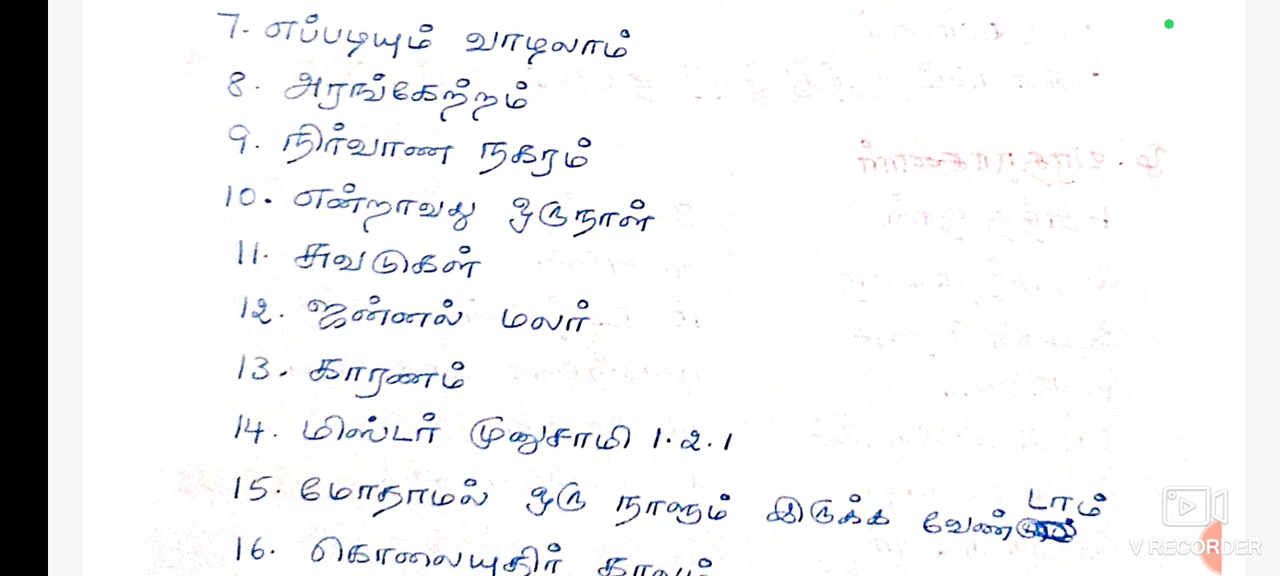 7. எப்படியும் வாழலாம்
8. அரங்கேற்றம்
9. நிர்வாண நகரம்
10. என்றாவது ஒருநாள்
11. சுவடுகள்
12. ஜன்னல் மலர்
13. காரணம்
14. மிஸ்டர் முனுசாமி 1.2.1
15. மோதாமல் ஒரு நாளும் இருக்க வேண்டாம்
16. கொலையுதிர் காலம்
V RECORDER